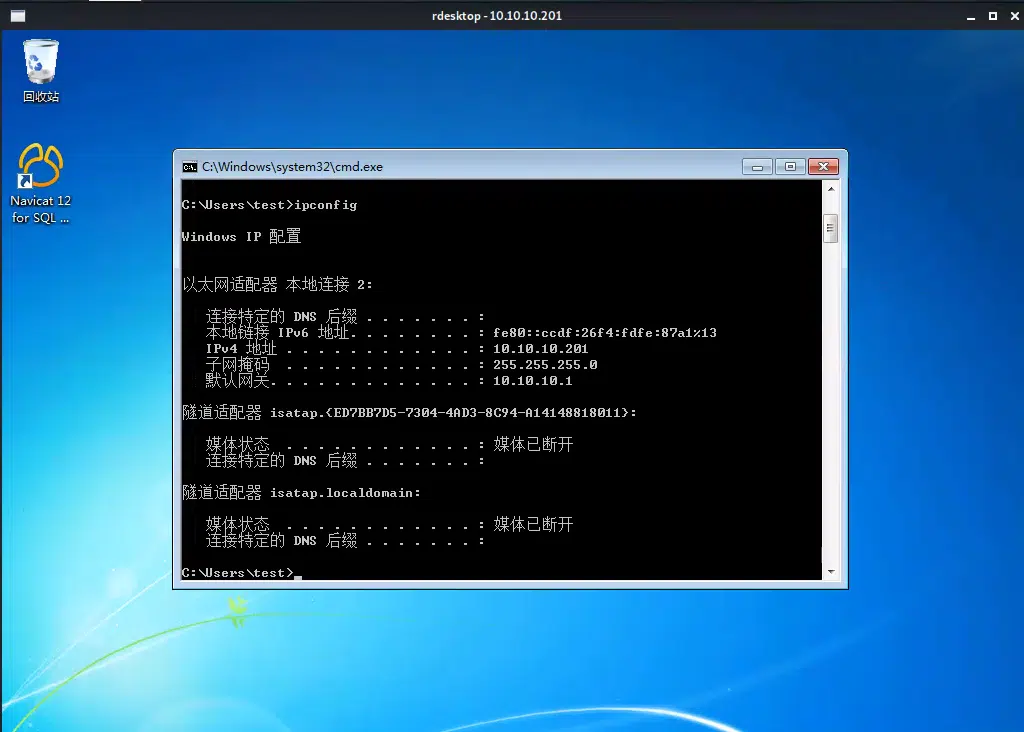 rdesktop - 10.10.10.201
回收站
Navicat 12
for SQL ...
C:\Windows\system32\cmd.exe
C:\Users\test>ipconfig
Windows IP 配置
以太网适配器 本地连接 2:
连接特定的 DNS 后缀 . . . . . . . :
本地链接 IPv6 地址. . . . . . . . : fe80::ccdf:26f4:fdfe:87a1%13
IPv4 地址 . . . . . . . . . . . . : 10.10.10.201
子网掩码 . . . . . . . . . . . . : 255.255.255.0
默认网关. . . . . . . . . . . . . : 10.10.10.1
隧道适配器 isatap.{ED7BB7D5-7304-4AD3-8C94-A14148818011}:
媒体状态 . . . . . . . . . . . . : 媒体已断开
连接特定的 DNS 后缀 . . . . . . . :
隧道适配器 isatap.localdomain:
媒体状态 . . . . . . . . . . . . : 媒体已断开
连接特定的 DNS 后缀 . . . . . . . :
C:\Users\test>